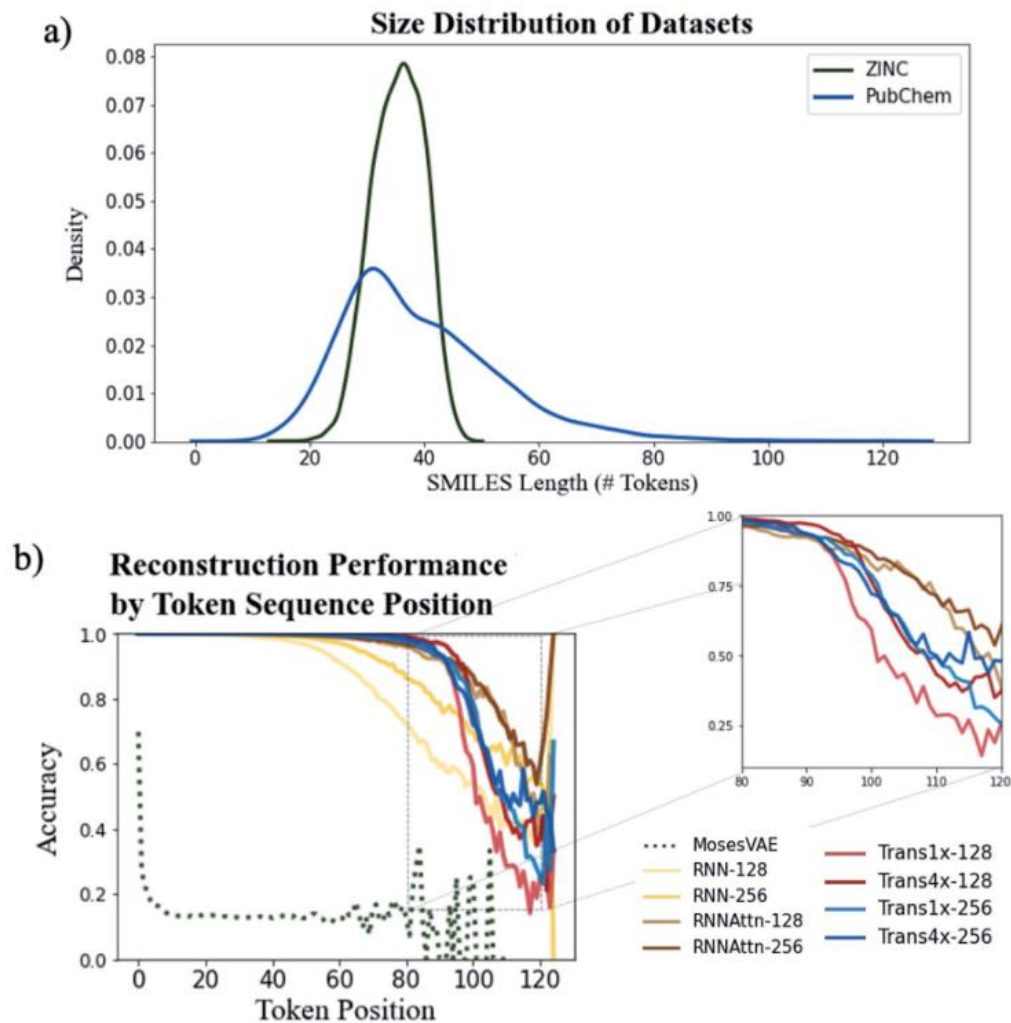 a)
Size Distribution of Datasets
0.08
0.07
0.06
0.05
0.04
0.03
0.02
0.01
0.00
Density
ZINC
PubChem
0 20 40 60 80 100 120
SMILES Length (# Tokens)
b)
Reconstruction Performance
by Token Sequence Position
1.0
0.8
0.6
0.4
0.2
0.0
Accuracy
0 20 40 60 80 100 120
Token Position
1.00
0.75
0.50
0.25
80 90 100 110 120
MosesVAE
RNN-128
RNN-256
RNNAttn-128
RNNAttn-256
Trans1x-128
Trans4x-128
Trans1x-256
Trans4x-256